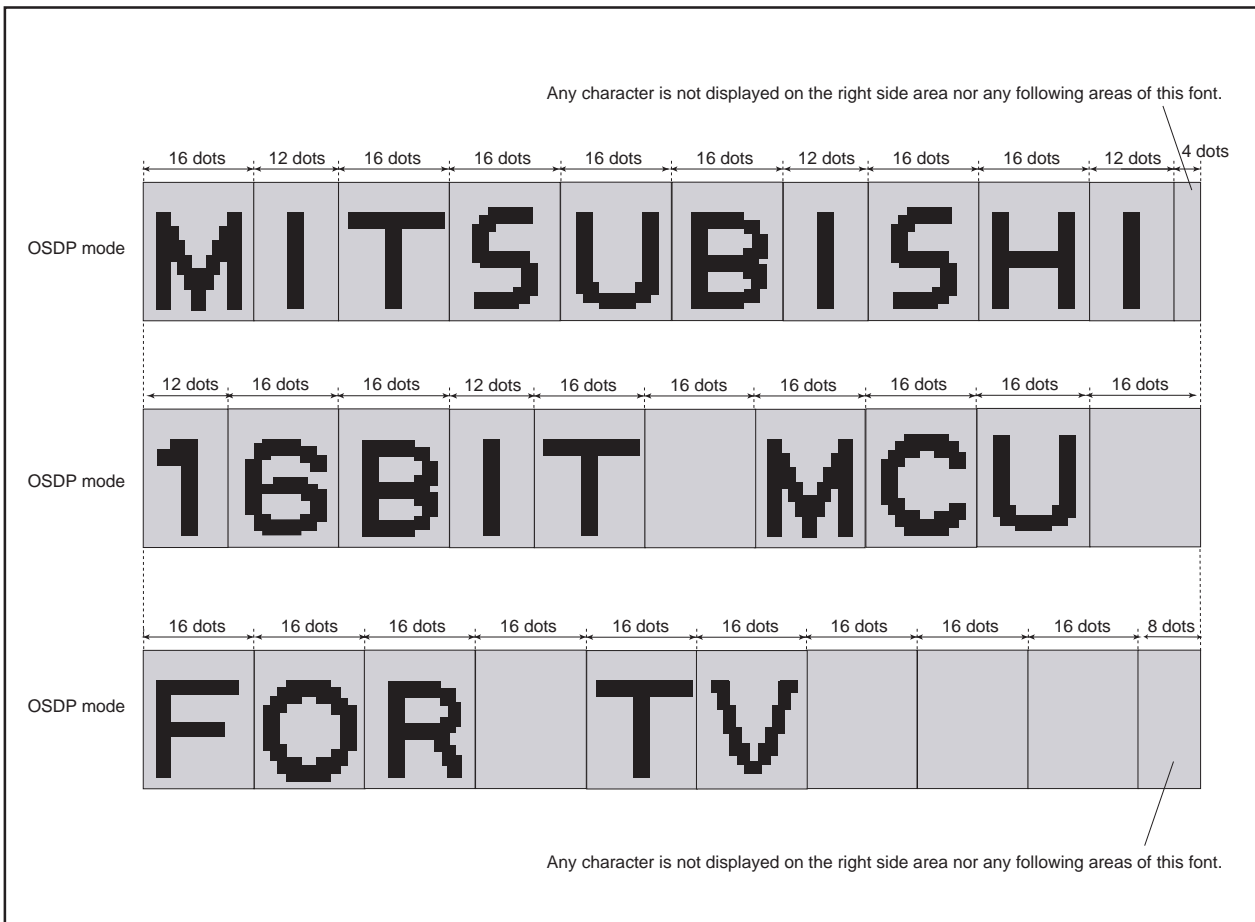 Any character is not displayed on the right side area nor any following areas of this font.
16 dots 12 dots 16 dots 16 dots 16 dots 16 dots 12 dots 16 dots 16 dots 12 dots 4 dots
OSDP mode MITSUBISHI
12 dots 16 dots 16 dots 12 dots 16 dots 16 dots 16 dots 16 dots 16 dots 16 dots
OSDP mode 16BIT MCU
16 dots 16 dots 16 dots 16 dots 16 dots 16 dots 16 dots 16 dots 16 dots 8 dots
OSDP mode FOR TV
Any character is not displayed on the right side area nor any following areas of this font.